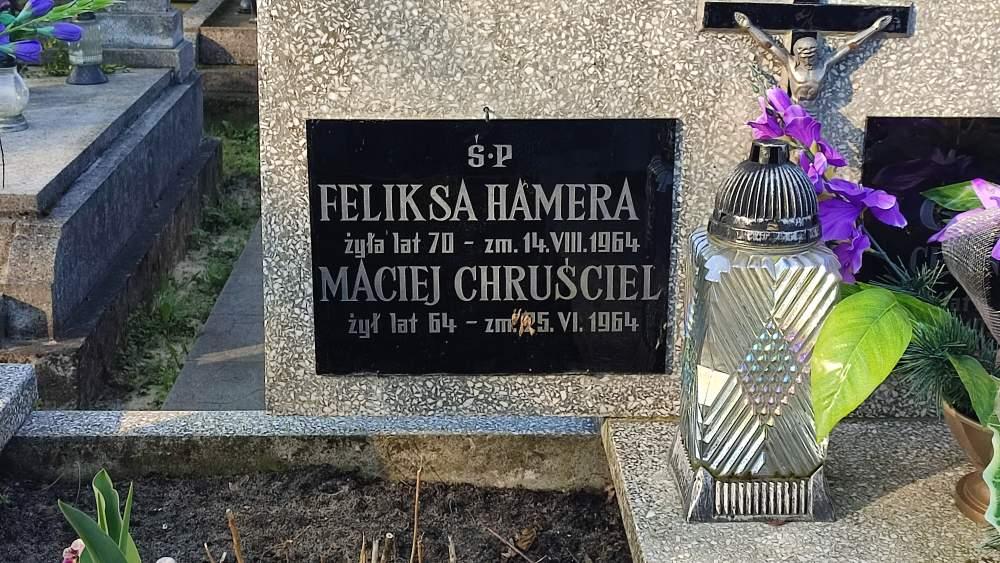 Ś·P
FELIKSA HAMERA
żyła lat 70 - zm. 14.VIII.1964
MACIEJ CHRUŚCIEL
żył lat 64 - zm. 25.VI.1964